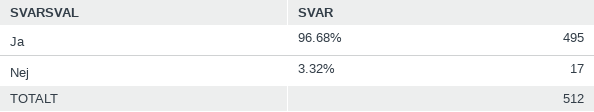 SVARSVAL SVAR
Ja 96.68% 495
Nej 3.32% 17
TOTALT 512